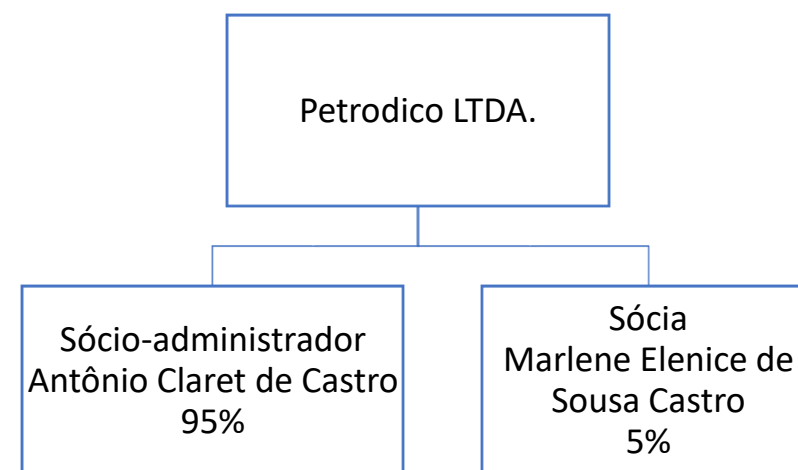 Petrodico LTDA.
Sócio-administrador
Antônio Claret de Castro
95%
Sócia
Marlene Elenice de
Sousa Castro
5%